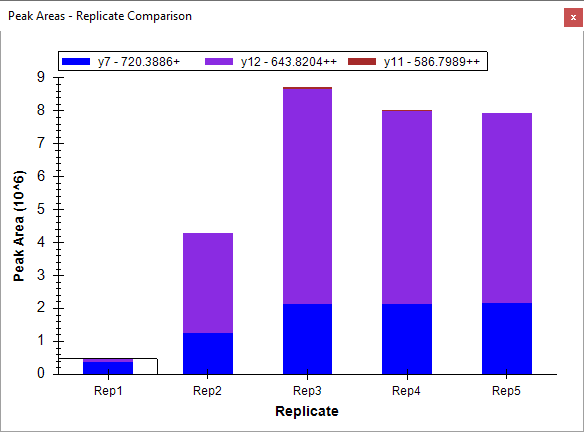 Peak Areas - Replicate Comparison
x
y7 - 720.3886+ y12 - 643.8204++ y11 - 586.7989++
9
8
7
6
5
4
3
2
1
0
Peak Area (10^6)
Rep1 Rep2 Rep3 Rep4 Rep5
Replicate